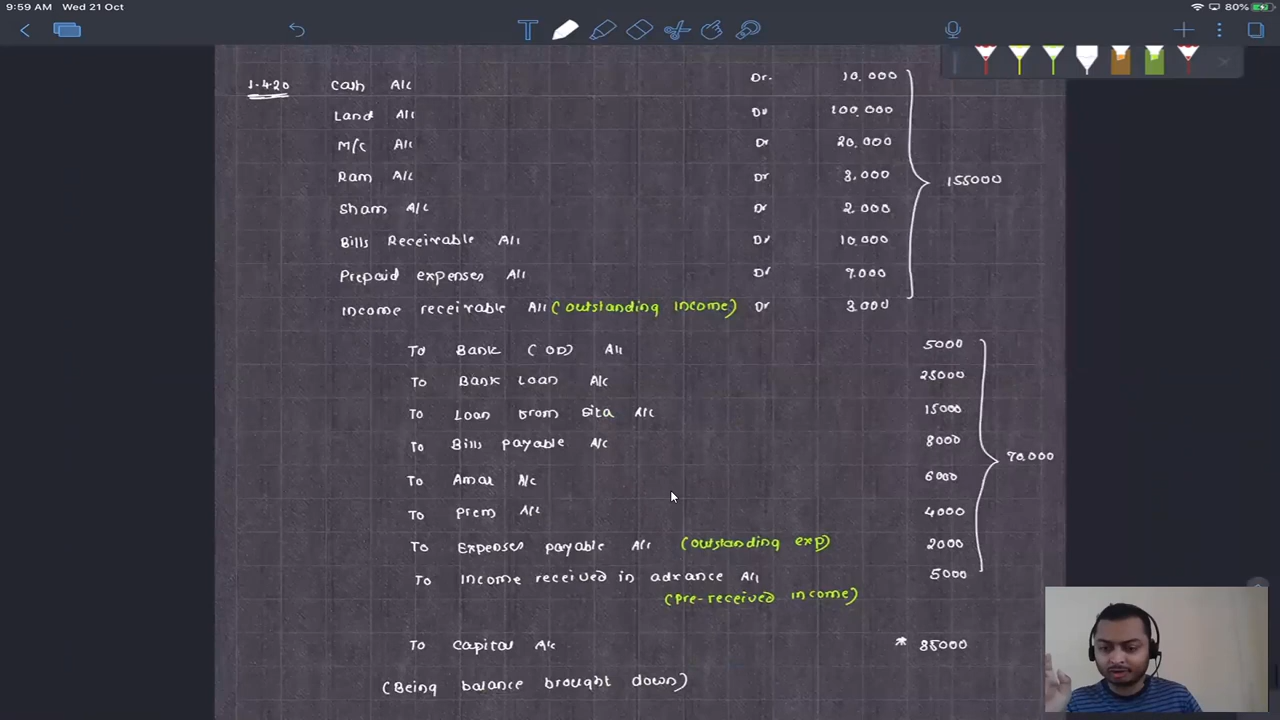 9:59 AM Wed 21 Oct 80%
1.4.20 Cash A/c Dr. 10,000
Land A/c Dr 100,000
M/c A/c Dr 20,000
Ram A/c Dr 3,000
Sham A/c Dr 2,000
Bills Receivable A/c Dr 10,000
155000
Prepaid expenses A/c Dr 7,000
Income receivable A/c (outstanding income) Dr 3,000
To Bank (OD) A/c 5000
To Bank Loan A/c 25000
To Loan from Sita A/c 15000
To Bills payable A/c 8000
70,000
To Amar A/c 6000
To Prem A/c 4000
To Expenses payable A/c (outstanding exp) 2000
To Income received in advance A/c 5000
(Pre-received income)
To Capital A/c * 85000
(Being balance brought down)